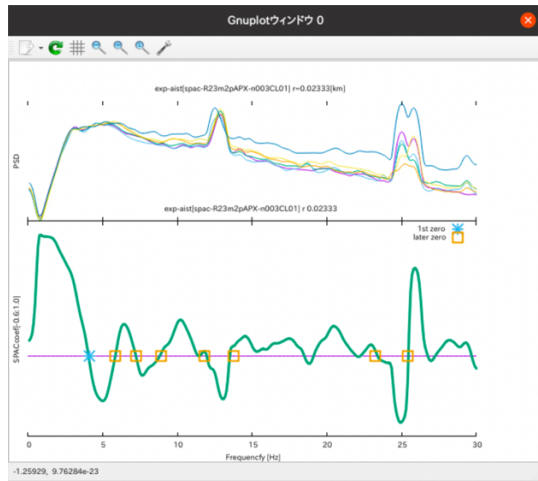 Gnuplotウィンドウ 0
exp-aist[spac-R23m2pAPX-n003CL01] r=0.02333[km]
PSD
exp-aist[spac-R23m2pAPX-n003CL01] r 0.02333
1st zero
later zero
SPACcoef[-0.6:1.0]
0 5 10 15 20 25 30
Frequencfy [Hz]
-1.25929, 9.76284e-23